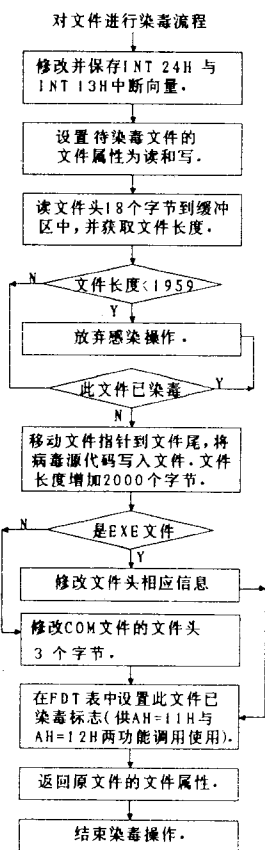 对文件进行染毒流程
修改并保存INT 24H 与
INT 13H中断向量.
设置待染毒文件的
文件属性为读和写.
读文件头18个字节到缓冲
区中,并获取文件长度.
N
文件长度<1959
Y
放弃感染操作.
此文件已染毒
Y
N
移动文件指针到文件尾,将
病毒源代码写入文件.文件
长度增加2000个字节.
N
是EXE文件
Y
修改文件头相应信息
修改COM文件的文件头
3 个字节.
在FDT表中设置此文件已
染毒标志(供AH=11H与
AH=12H两功能调用使用).
返回原文件的文件属性.
结束染毒操作.